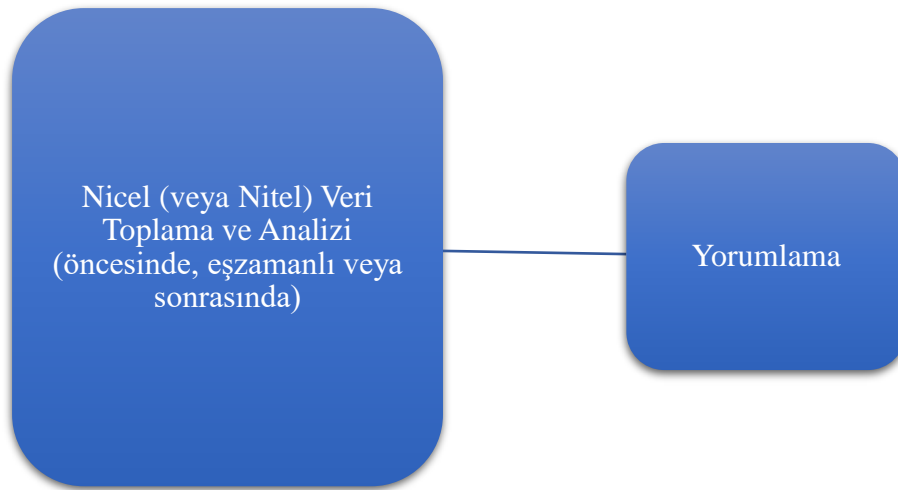 Nicel (veya Nitel) Veri
Toplama ve Analizi
(öncesinde, eşzamanlı veya
sonrasında)
Yorumlama